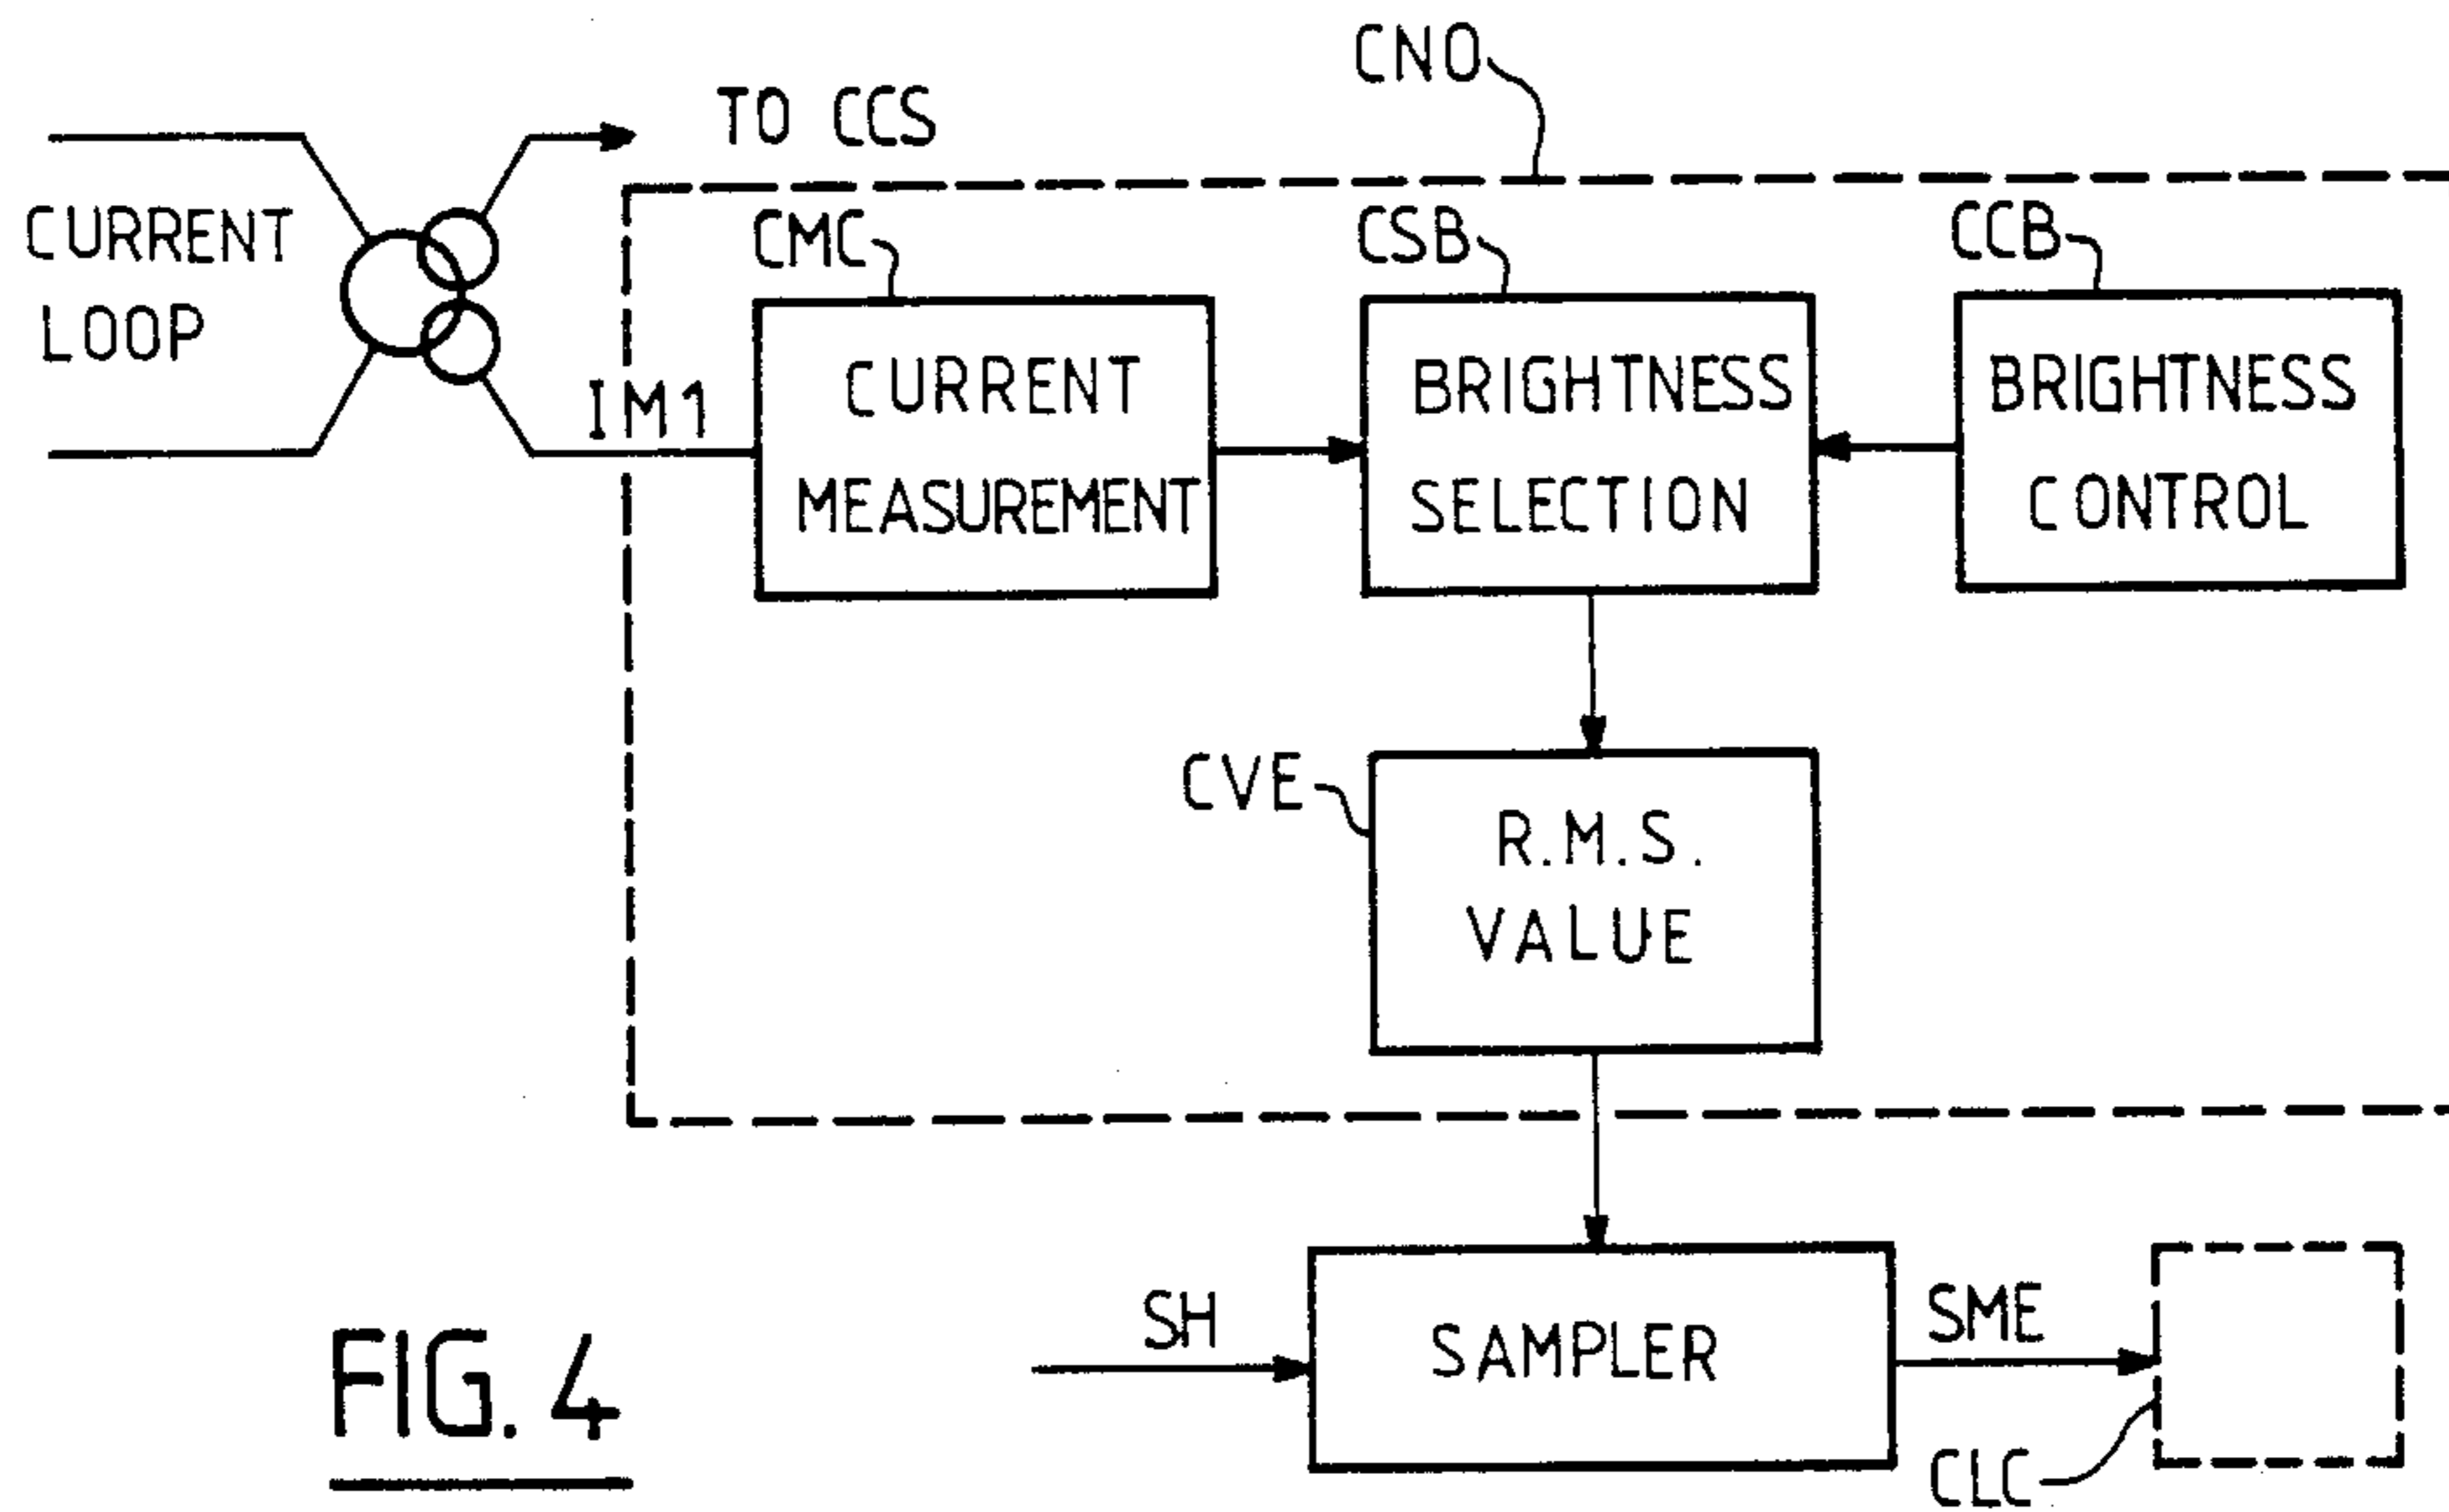 CNO
TO CCS
CURRENT
LOOP
CMC
CSB
CCB
IM1
CURRENT
MEASUREMENT
BRIGHTNESS
SELECTION
BRIGHTNESS
CONTROL
CVE
R.M.S.
VALUE
SH
SAMPLER
SME
CLC
FIG. 4